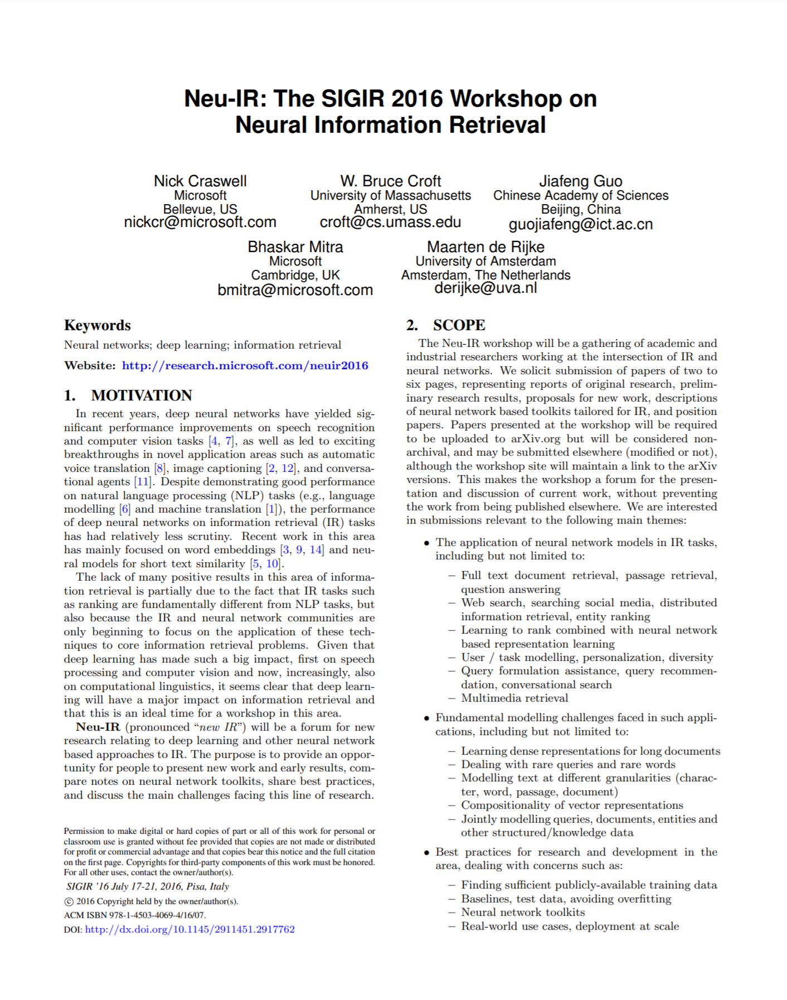 Neu-IR: The SIGIR 2016 Workshop on
Neural Information Retrieval
Nick Craswell
Microsoft
Bellevue, US
nickcr@microsoft.com
W. Bruce Croft
University of Massachusetts
Amherst, US
croft@cs.umass.edu
Jiafeng Guo
Chinese Academy of Sciences
Beijing, China
guojiafeng@ict.ac.cn
Bhaskar Mitra
Microsoft
Cambridge, UK
bmitra@microsoft.com
Maarten de Rijke
University of Amsterdam
Amsterdam, The Netherlands
derijke@uva.nl
Keywords
Neural networks; deep learning; information retrieval
Website: http://research.microsoft.com/neuir2016
1. MOTIVATION
In recent years, deep neural networks have yielded sig-
nificant performance improvements on speech recognition
and computer vision tasks [4, 7], as well as led to exciting
breakthroughs in novel application areas such as automatic
voice translation [8], image captioning [2, 12], and conversa-
tional agents [11]. Despite demonstrating good performance
on natural language processing (NLP) tasks (e.g., language
modelling [6] and machine translation [1]), the performance
of deep neural networks on information retrieval (IR) tasks
has had relatively less scrutiny. Recent work in this area
has mainly focused on word embeddings [3, 9, 14] and neu-
ral models for short text similarity [5, 10].
The lack of many positive results in this area of informa-
tion retrieval is partially due to the fact that IR tasks such
as ranking are fundamentally different from NLP tasks, but
also because the IR and neural network communities are
only beginning to focus on the application of these tech-
niques to core information retrieval problems. Given that
deep learning has made such a big impact, first on speech
processing and computer vision and now, increasingly, also
on computational linguistics, it seems clear that deep learn-
ing will have a major impact on information retrieval and
that this is an ideal time for a workshop in this area.
Neu-IR (pronounced “new IR”) will be a forum for new
research relating to deep learning and other neural network
based approaches to IR. The purpose is to provide an oppor-
tunity for people to present new work and early results, com-
pare notes on neural network toolkits, share best practices,
and discuss the main challenges facing this line of research.
Permission to make digital or hard copies of part or all of this work for personal or
classroom use is granted without fee provided that copies are not made or distributed
for profit or commercial advantage and that copies bear this notice and the full citation
on the first page. Copyrights for third-party components of this work must be honored.
For all other uses, contact the owner/author(s).
SIGIR '16 July 17-21, 2016, Pisa, Italy
© 2016 Copyright held by the owner/author(s).
ACM ISBN 978-1-4503-4069-4/16/07.
DOI: http://dx.doi.org/10.1145/2911451.2917762
2. SCOPE
The Neu-IR workshop will be a gathering of academic and
industrial researchers working at the intersection of IR and
neural networks. We solicit submission of papers of two to
six pages, representing reports of original research, prelim-
inary research results, proposals for new work, descriptions
of neural network based toolkits tailored for IR, and position
papers. Papers presented at the workshop will be required
to be uploaded to arXiv.org but will be considered non-
archival, and may be submitted elsewhere (modified or not),
although the workshop site will maintain a link to the arXiv
versions. This makes the workshop a forum for the presen-
tation and discussion of current work, without preventing
the work from being published elsewhere. We are interested
in submissions relevant to the following main themes:
• The application of neural network models in IR tasks,
including but not limited to:
– Full text document retrieval, passage retrieval,
question answering
– Web search, searching social media, distributed
information retrieval, entity ranking
– Learning to rank combined with neural network
based representation learning
– User / task modelling, personalization, diversity
– Query formulation assistance, query recommen-
dation, conversational search
– Multimedia retrieval
• Fundamental modelling challenges faced in such appli-
cations, including but not limited to:
– Learning dense representations for long documents
– Dealing with rare queries and rare words
– Modelling text at different granularities (charac-
ter, word, passage, document)
– Compositionality of vector representations
– Jointly modelling queries, documents, entities and
other structured/knowledge data
• Best practices for research and development in the
area, dealing with concerns such as:
– Finding sufficient publicly-available training data
– Baselines, test data, avoiding overfitting
– Neural network toolkits
– Real-world use cases, deployment at scale